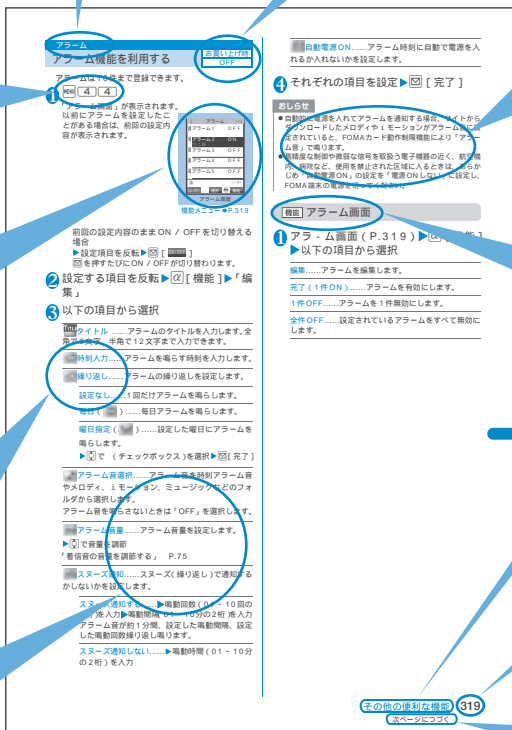 アラーム
アラーム機能を利用する
お買い上げ時
OFF
アラームは10件まで登録できます。
1 MENU 4 4
「アラーム画面」が表示されます。
以前にアラームを設定したこ
とがある場合は、前回の設定内
容が表示されます。
アラーム1 OFF
アラーム2 ON
アラーム3 OFF
アラーム4 OFF
アラーム5 OFF
アラーム画面
機能メニュー P.319
前回の設定内容のままON / OFFを切り替える
場合
▶設定項目を反転▶[ ON/OFF ]
を押すたびにON / OFFが切り替わります。
2 設定する項目を反転▶[ 機能 ]▶「編
集」
3 以下の項目から選択
タイトル ......アラームのタイトルを入力します。全
角で6文字、半角で12文字まで入力できます。
時刻入力......アラームを鳴らす時刻を入力します。
繰り返し......アラームの繰り返しを設定します。
設定なし......1回だけアラームを鳴らします。
毎日 ( ) ......毎日アラームを鳴らします。
曜日指定 ( ) ......設定した曜日にアラームを
鳴らします。
▶で (チェックボックス)を選択▶[ 完了 ]
アラーム音選択......アラーム音を時刻アラーム音
やメロディ、iモーション、ミュージックなどのフォ
ルダから選択します。
アラーム音を鳴らさないときは「OFF」を選択します。
アラーム音量......アラーム音量を設定します。
▶で音量を調節
「着信音の音量を調節する」 P.75
スヌーズ通知......スヌーズ(繰り返し)で通知する
かしないかを設定します。
スヌーズ通知する......▶鳴動回数(01~10回の
を入力▶鳴動間隔(01~10分の2桁)を入力
アラーム音が約1分間、設定した鳴動間隔、設定
した鳴動回数繰り返し鳴ります。
スヌーズ通知しない......▶鳴動時間(01~10分
の2桁)を入力
自動電源ON......アラーム時刻に自動で電源を入
れるか入れないかを設定します。
4 それぞれの項目を設定▶[ 完了 ]
おしらせ
●自動的に電源を入れてアラームを通知する場合、サイトから
ダウンロードしたメロディやiモーションがアラーム音に設
定されていると、FOMAカード動作制限機能により「アラー
ム音」で鳴ります。
●高精度な制御や微弱な信号を取扱う電子機器の近く、航空機
内、病院など、使用を禁止された区域に入るときは、あらか
じめ「自動電源ON」の設定を「電源ONしない」に設定し、
FOMA端末の電源を切ってください。
機能 アラーム画面
1 アラ-ム画面(P.319)▶[ 機能 ]
▶以下の項目から選択
編集......アラームを編集します。
完了(1件ON)......アラームを有効にします。
1件OFF......アラームを1件無効にします。
全件OFF......設定されているアラームをすべて無効に
します。
その他の便利な機能 319
次ページにつづく